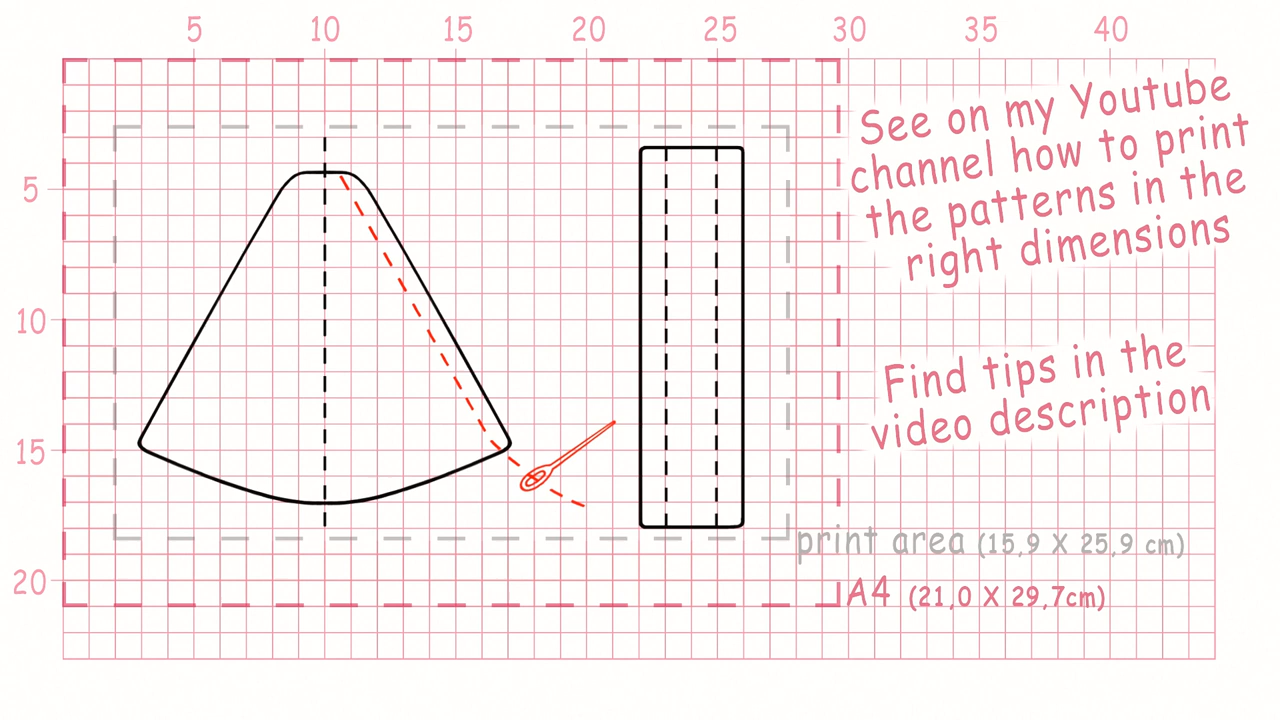 5 10 15 20 25 30 35 40
5
10
15
20
See on my Youtube
channel how to print
the patterns in the
right dimensions
Find tips in the
video description
print area (15,9 X 25,9 cm)
A4 (21,0 X 29,7cm)